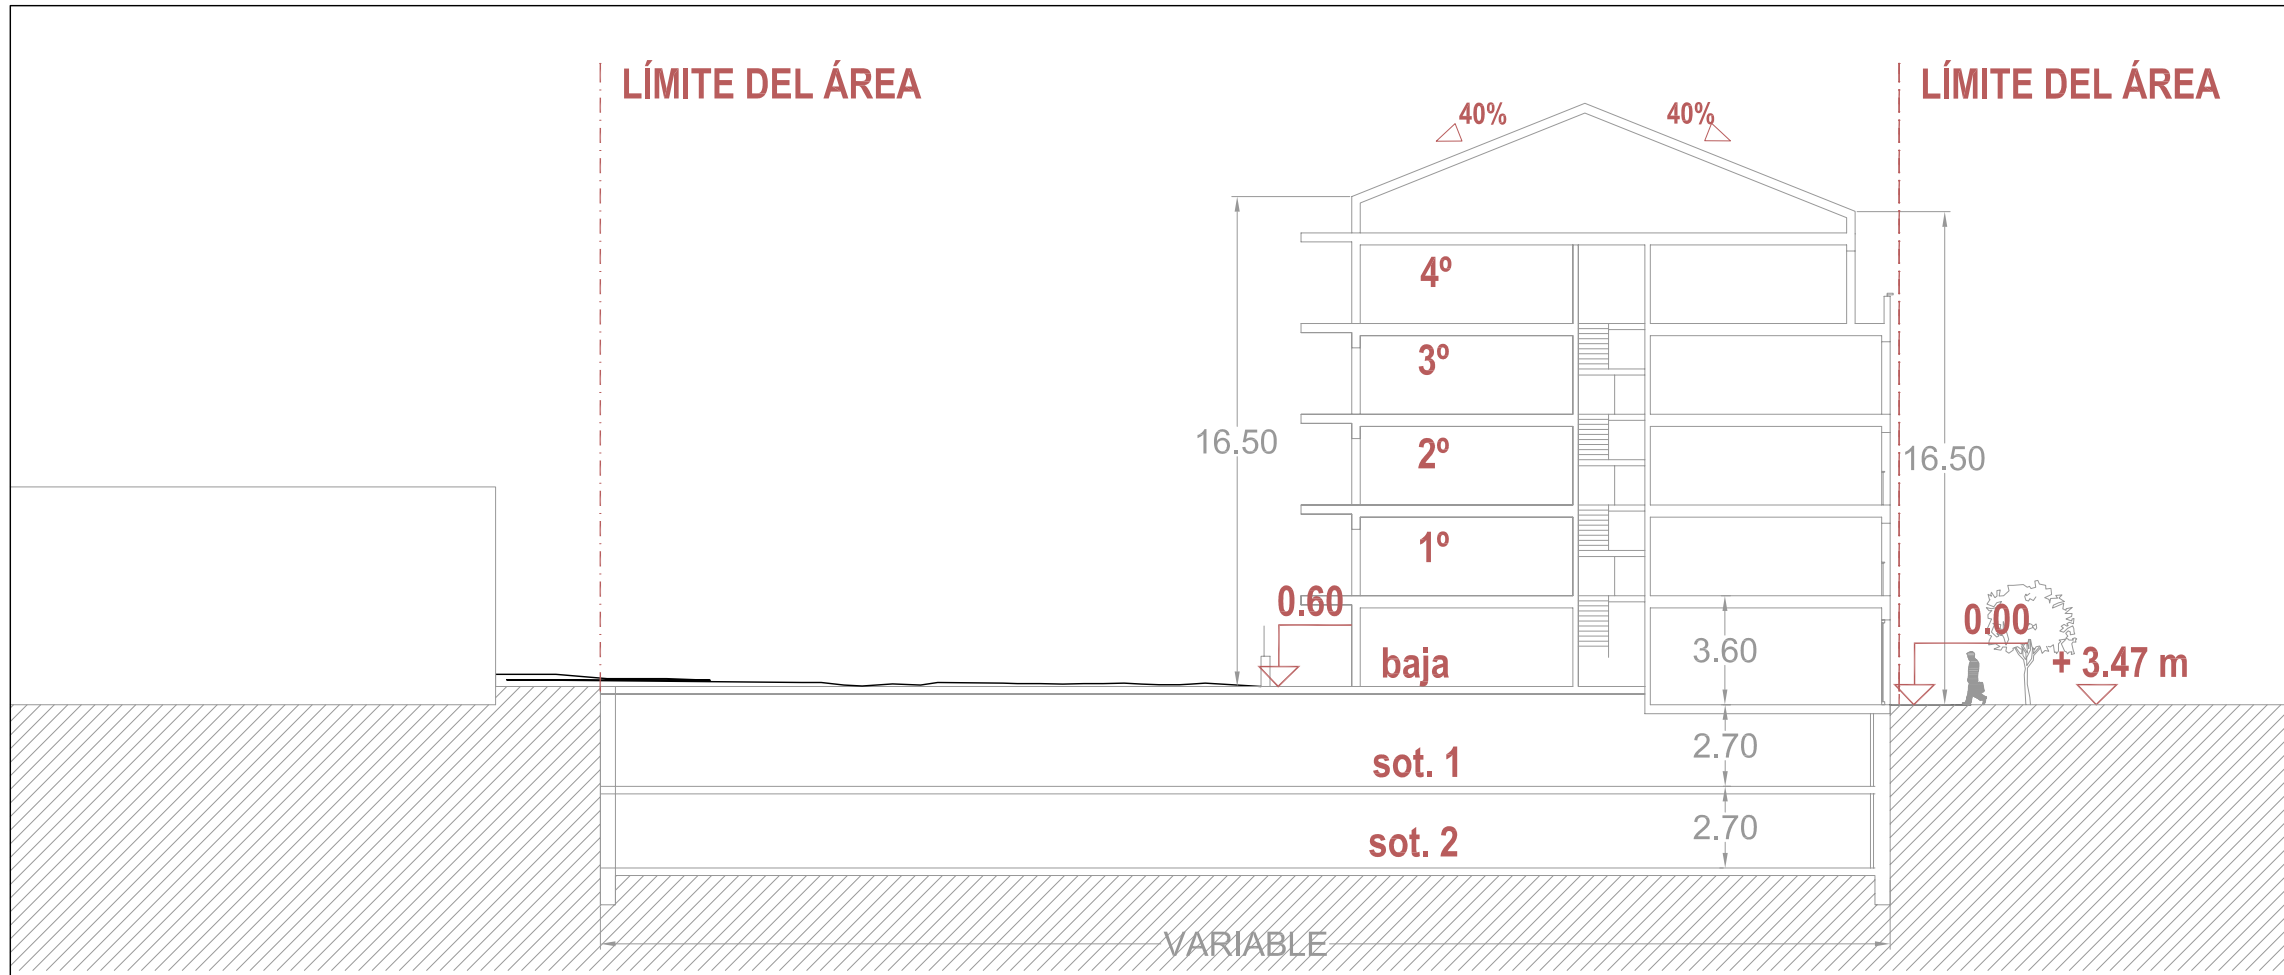 LÍMITE DEL ÁREA
LÍMITE DEL ÁREA
40%
40%
4º
3º
16.50
2º
16.50
1º
0.60
0.00
baja
3.60
+ 3.47 m
2.70
sot. 1
2.70
sot. 2
VARIABLE